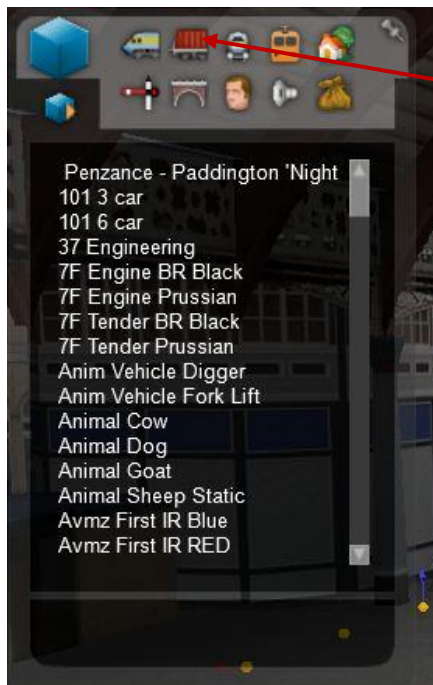 Penzance - Paddington 'Night
101 3 car
101 6 car
37 Engineering
7F Engine BR Black
7F Engine Prussian
7F Tender BR Black
7F Tender Prussian
Anim Vehicle Digger
Anim Vehicle Fork Lift
Animal Cow
Animal Dog
Animal Goat
Animal Sheep Static
Avmz First IR Blue
Avmz First IR RED